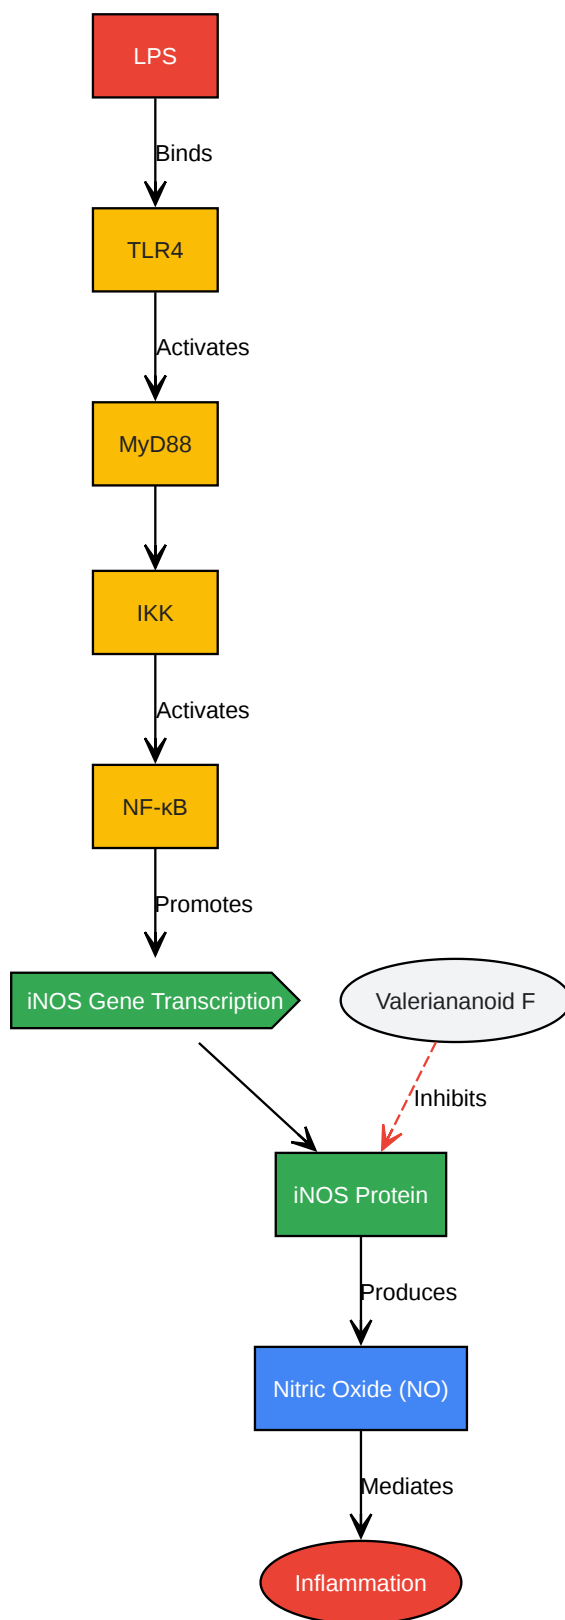 LPS
Binds
TLR4
Activates
MyD88
IKK
Activates
NF-κB
Promotes
iNOS Gene Transcription
Valeriananoid F
Inhibits
iNOS Protein
Produces
Nitric Oxide (NO)
Mediates
Inflammation